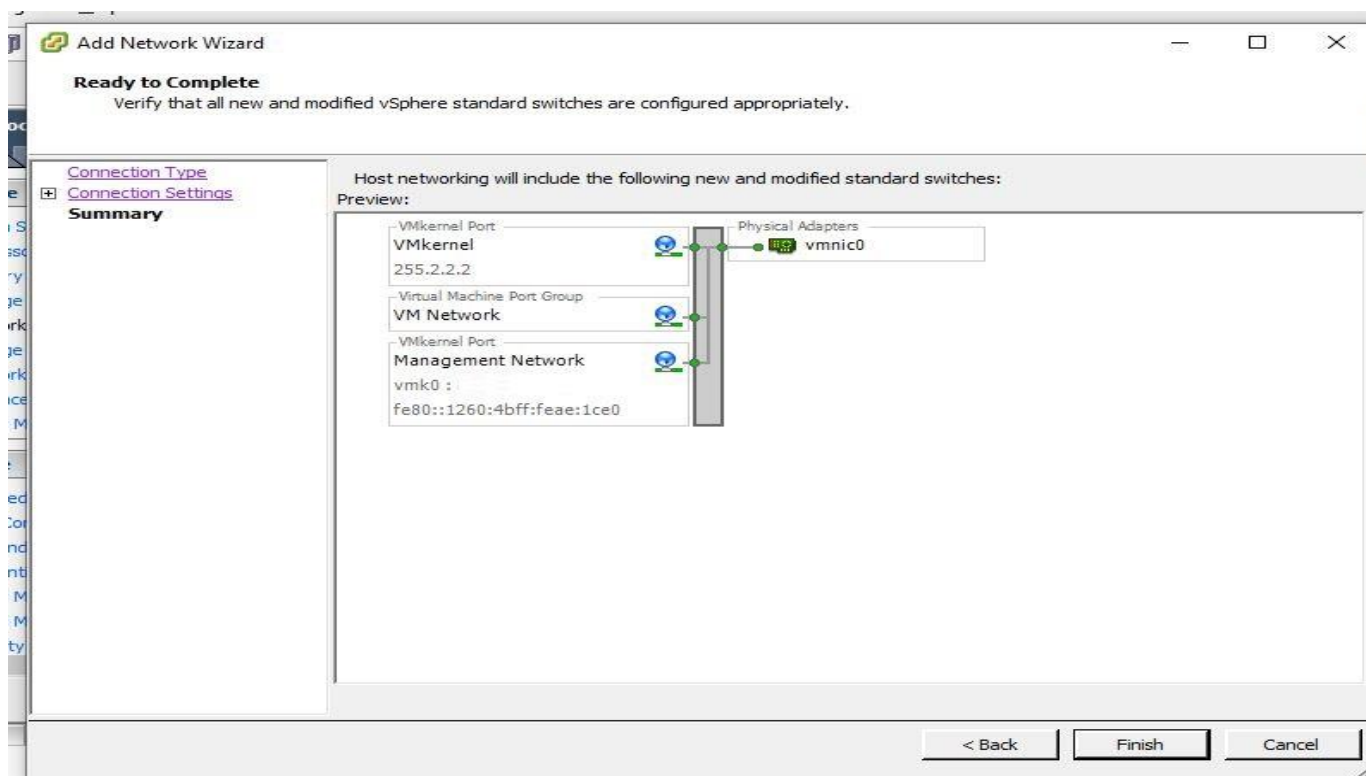 Add Network Wizard
Ready to Complete
Verify that all new and modified vSphere standard switches are configured appropriately.
Connection Type
Connection Settings
Summary
Host networking will include the following new and modified standard switches:
Preview:
VMkernel Port
VMkernel
255.2.2.2
Virtual Machine Port Group
VM Network
VMkernel Port
Management Network
vmk0 :
fe80::1260:4bff:feae:1ce0
Physical Adapters
vmnic0
< Back
Finish
Cancel